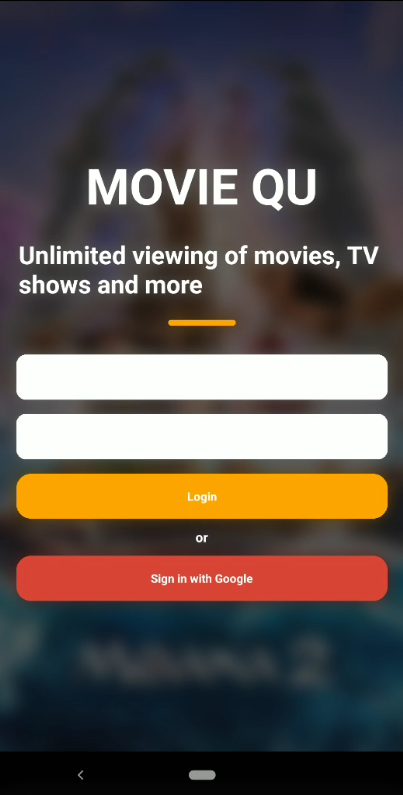 MOVIE QU
Unlimited viewing of movies, TV
shows and more
Login
or
Sign in with Google